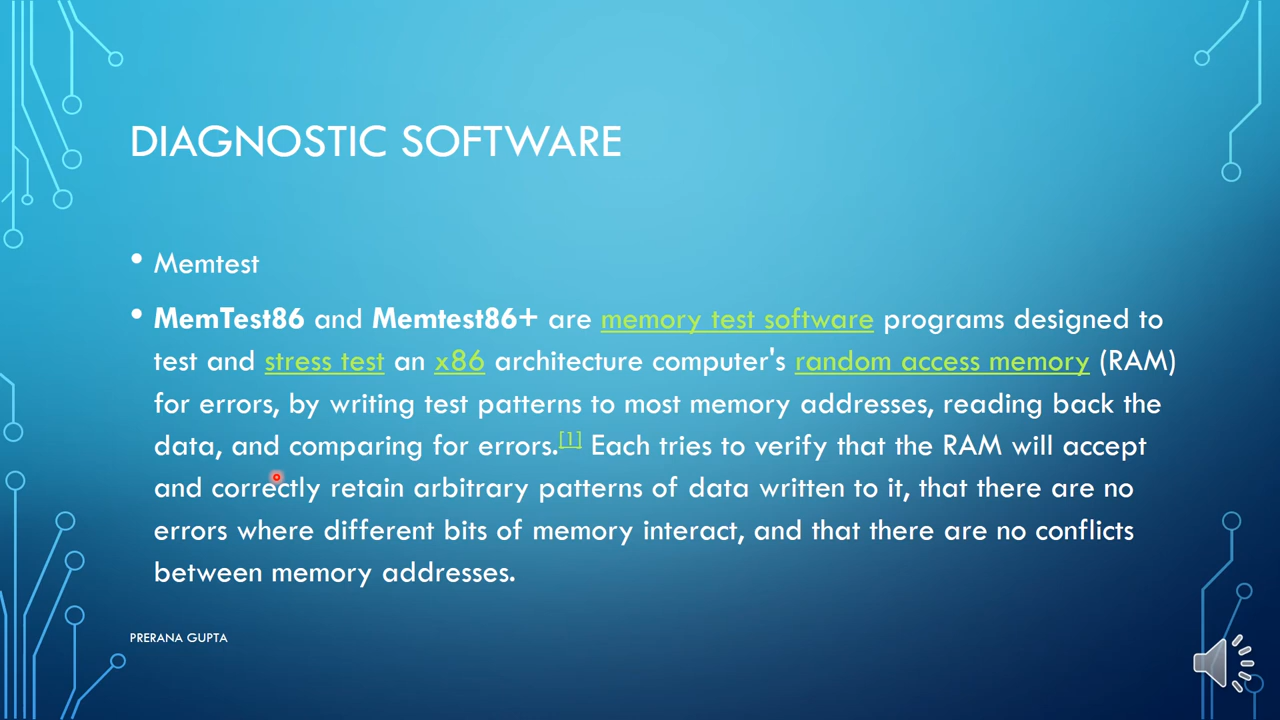 DIAGNOSTIC SOFTWARE
• Memtest
• MemTest86 and Memtest86+ are memory test software programs designed to
test and stress test an x86 architecture computer's random access memory (RAM)
for errors, by writing test patterns to most memory addresses, reading back the
data, and comparing for errors.[1] Each tries to verify that the RAM will accept
and correctly retain arbitrary patterns of data written to it, that there are no
errors where different bits of memory interact, and that there are no conflicts
between memory addresses.
PRERANA GUPTA